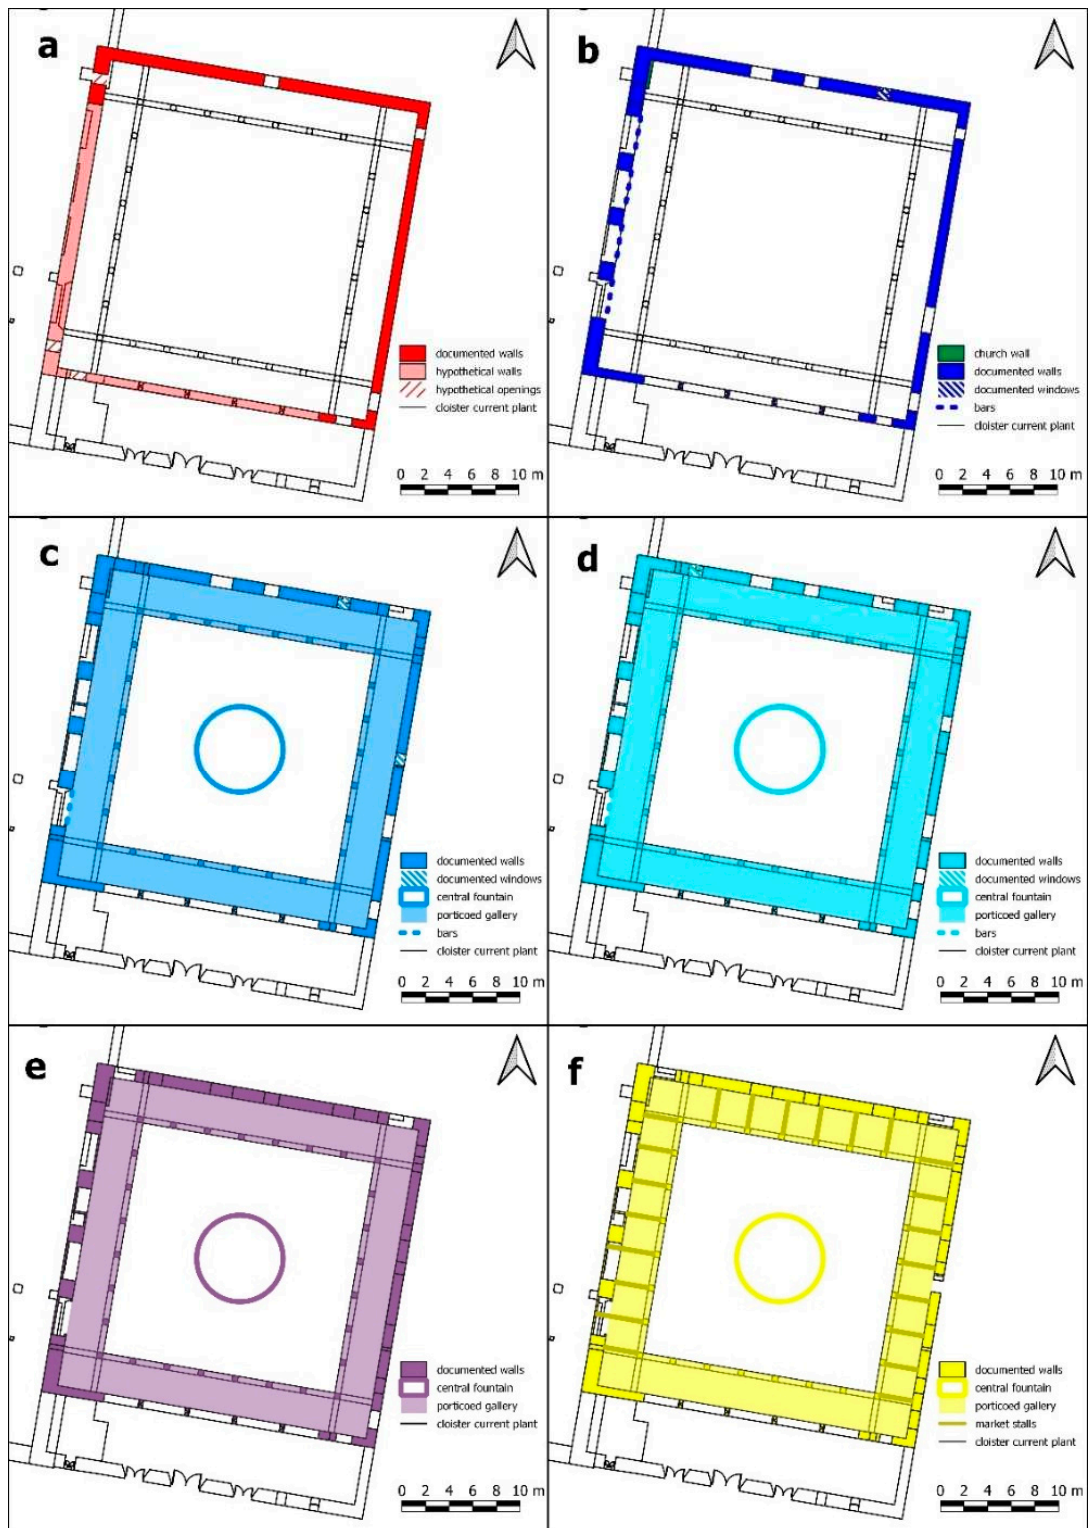 a
documented walls
hypothetical walls
hypothetical openings
cloister current plant
0 2 4 6 8 10 m
b
church wall
documented walls
documented windows
bars
cloister current plant
0 2 4 6 8 10 m
c
documented walls
documented windows
central fountain
porticoed gallery
bars
cloister current plant
0 2 4 6 8 10 m
d
documented walls
documented windows
central fountain
porticoed gallery
bars
cloister current plant
0 2 4 6 8 10 m
e
documented walls
central fountain
porticoed gallery
cloister current plant
0 2 4 6 8 10 m
f
documented walls
central fountain
porticoed gallery
market stalls
cloister current plant
0 2 4 6 8 10 m